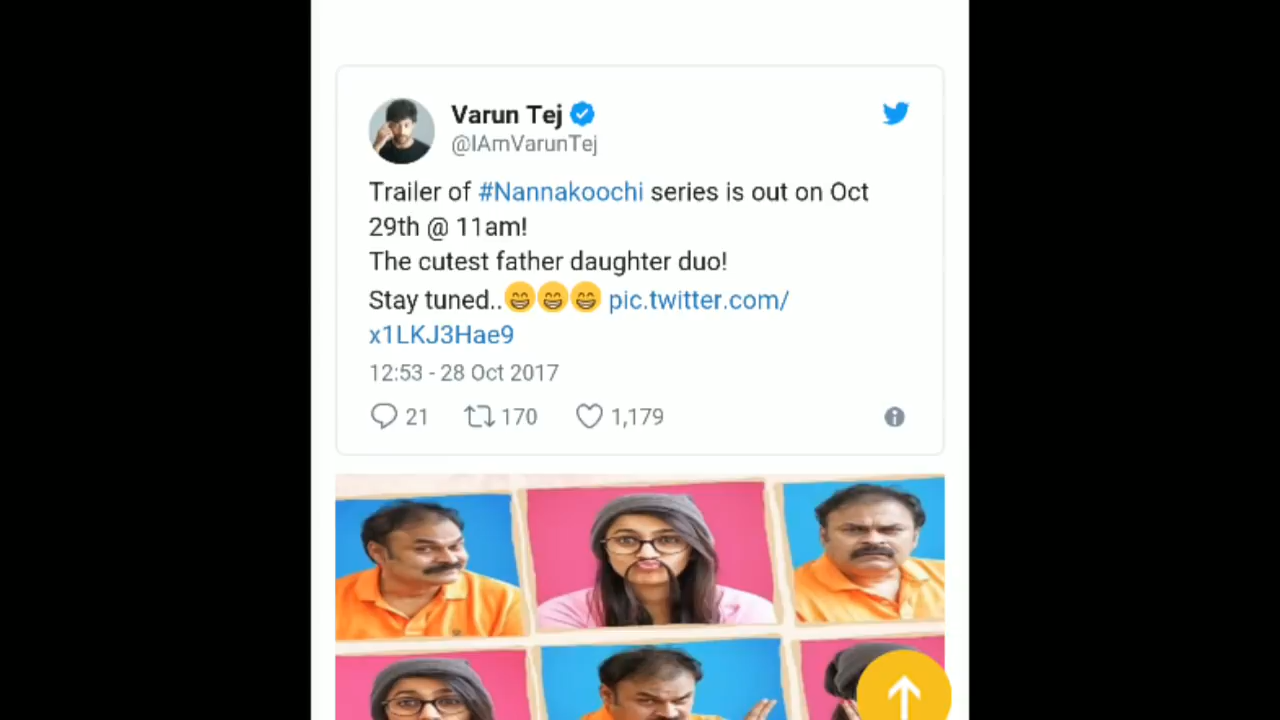 Varun Tej
@IAmVarunTej
Trailer of #Nannakoochi series is out on Oct
29th @ 11am!
The cutest father daughter duo!
Stay tuned..😁😁😁 pic.twitter.com/
x1LKJ3Hae9
12:53 - 28 Oct 2017
21 170 1,179